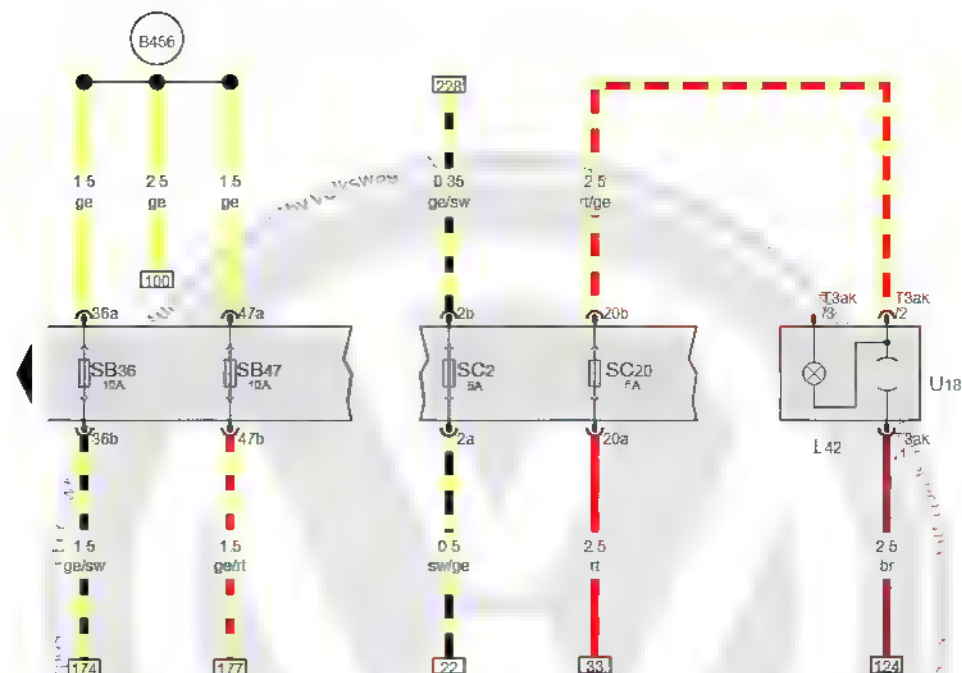 B456
228
1.5 2.5 1.5 0.35 2.5
ge ge ge ge/sw rt/ge
100
36a 47a 2b 20b T3ak T3ak
/3 /2
SB36 SB47 SC2 SC20
10A 10A 5A
U18
36b 47b 2a 20a T3ak
L42
1.5 1.5 0.5 2.5 2.5
ge/sw ge/rt sw/ge rt br
174 177 22 33 124